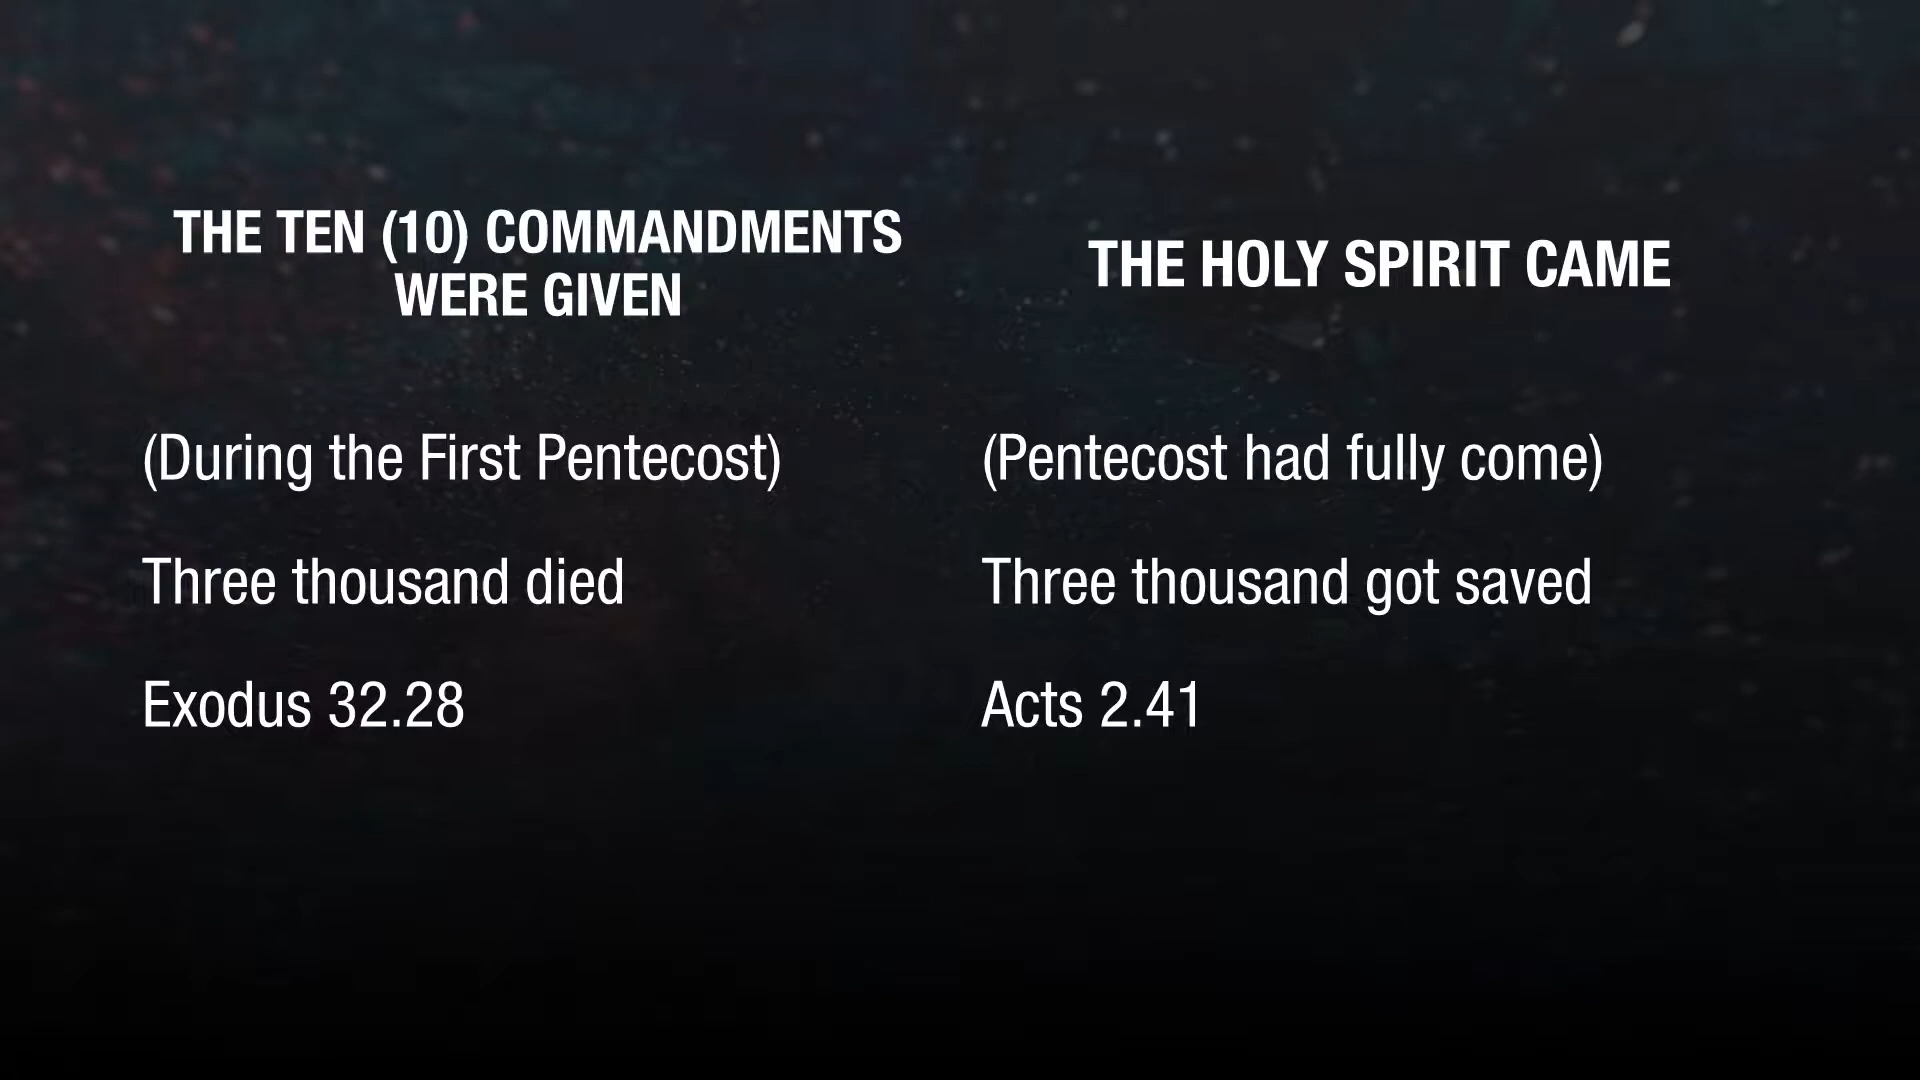 THE TEN (10) COMMANDMENTS
WERE GIVEN
(During the First Pentecost)
Three thousand died
Exodus 32.28
THE HOLY SPIRIT CAME
(Pentecost had fully come)
Three thousand got saved
Acts 2.41